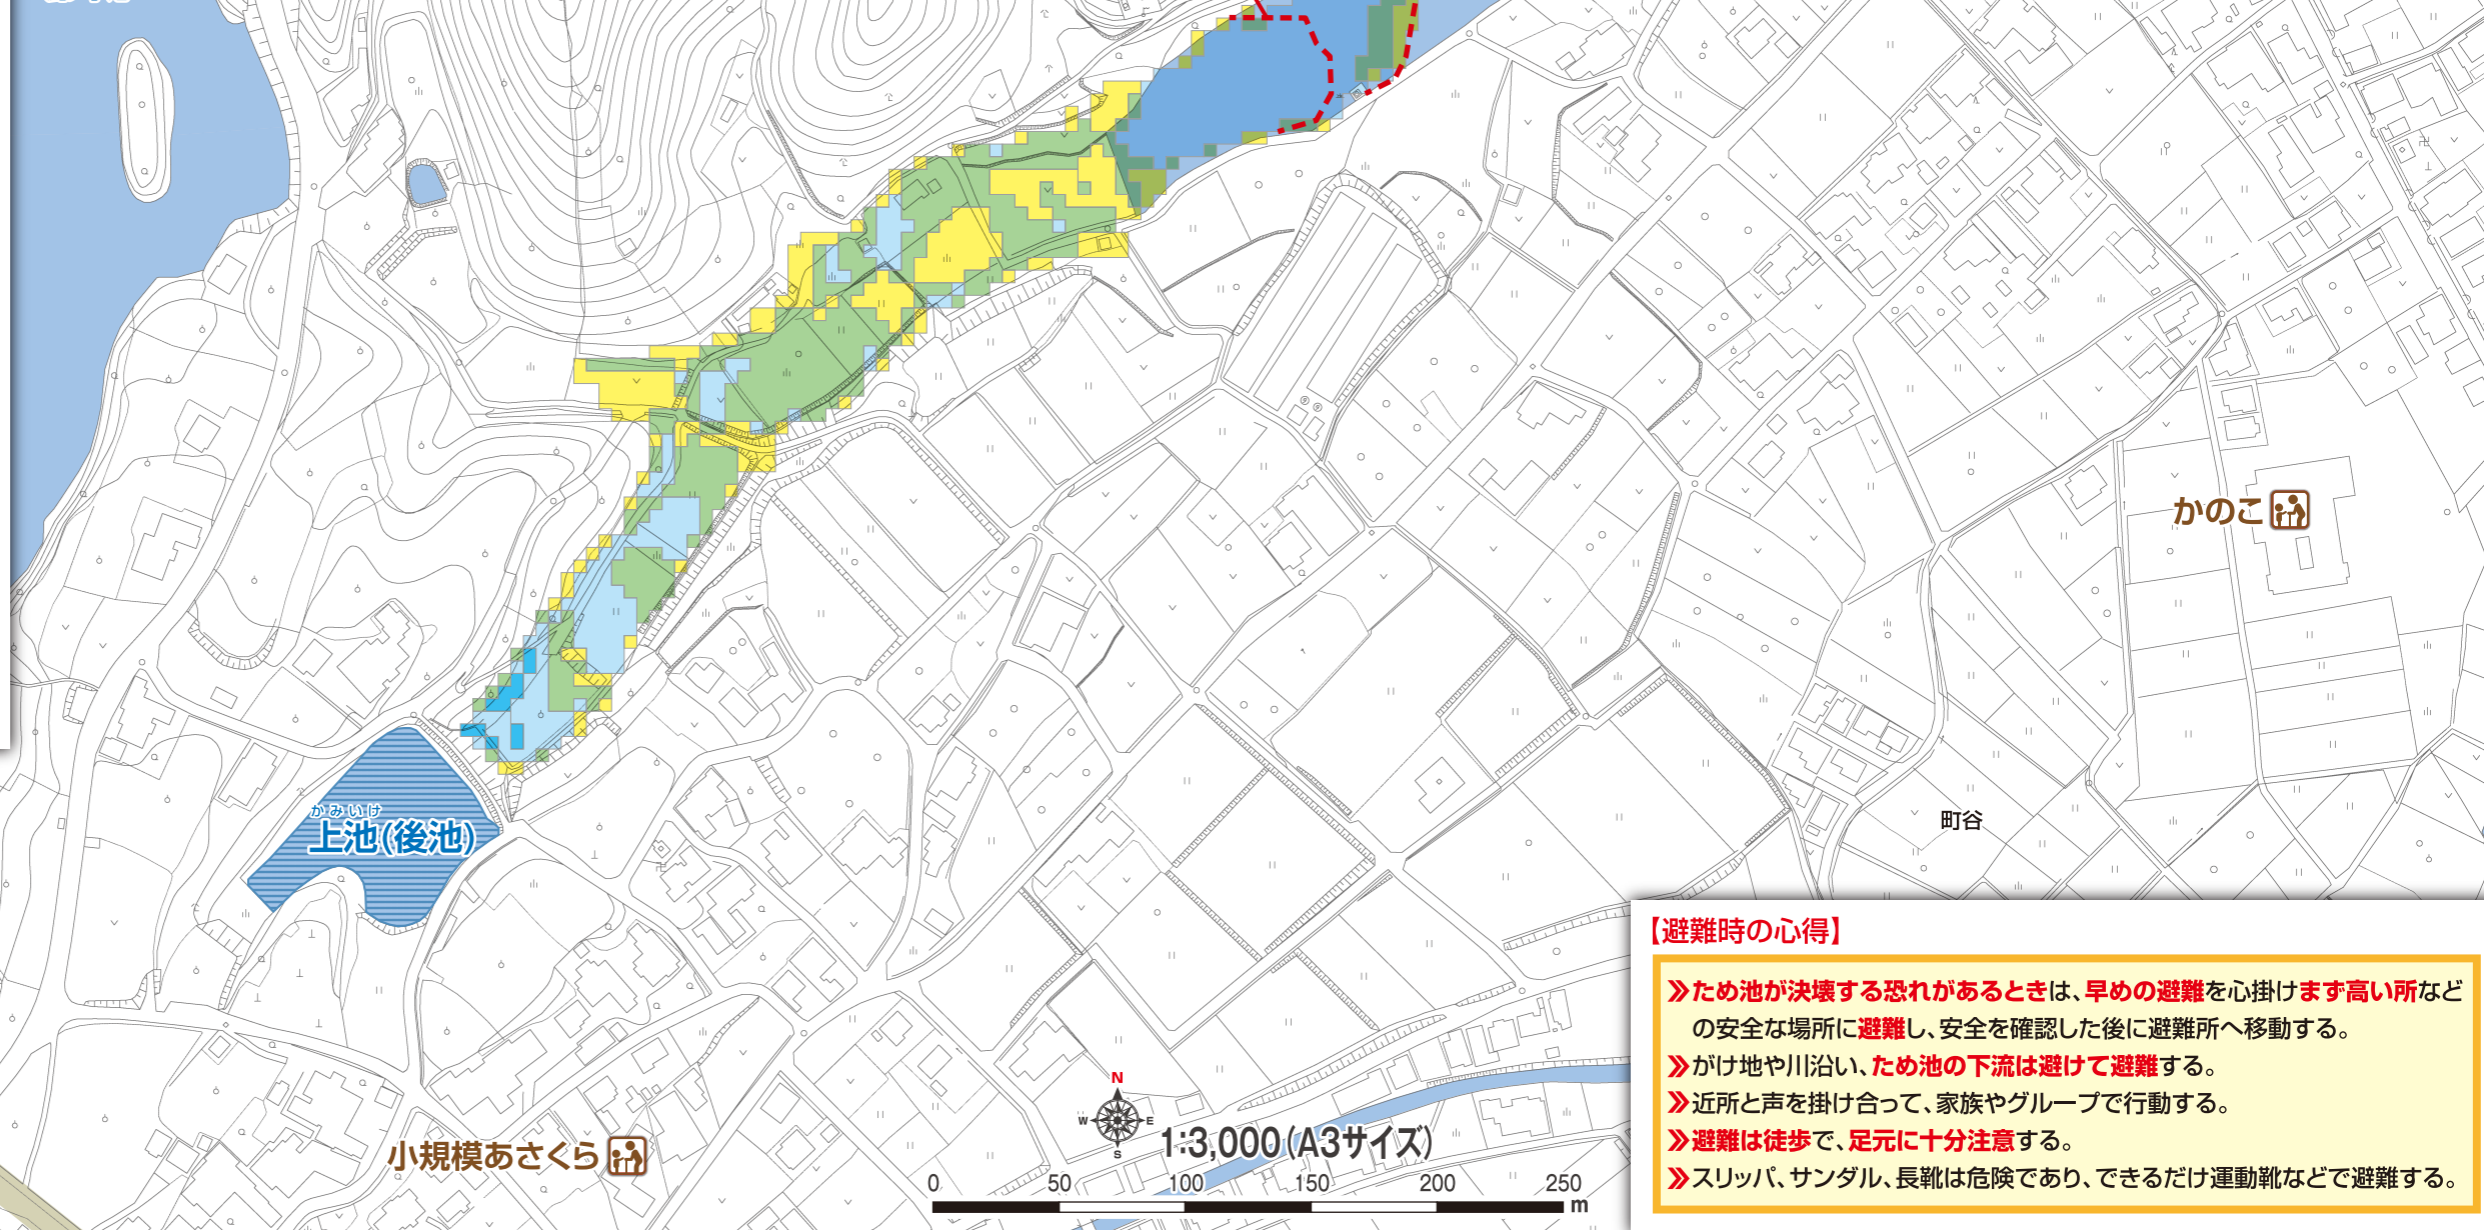 かのこ
町谷
かみいけ
上池(後池)
小規模あさくら
N
W E
S
1:3,000(A3サイズ)
0 50 100 150 200 250
m
【避難時の心得】
≫ため池が決壊する恐れがあるときは、早めの避難を心掛けまず高い所など
の安全な場所に避難し、安全を確認した後に避難所へ移動する。
≫がけ地や川沿い、ため池の下流は避けて避難する。
≫近所と声を掛け合って、家族やグループで行動する。
≫避難は徒歩で、足元に十分注意する。
≫スリッパ、サンダル、長靴は危険であり、できるだけ運動靴などで避難する。